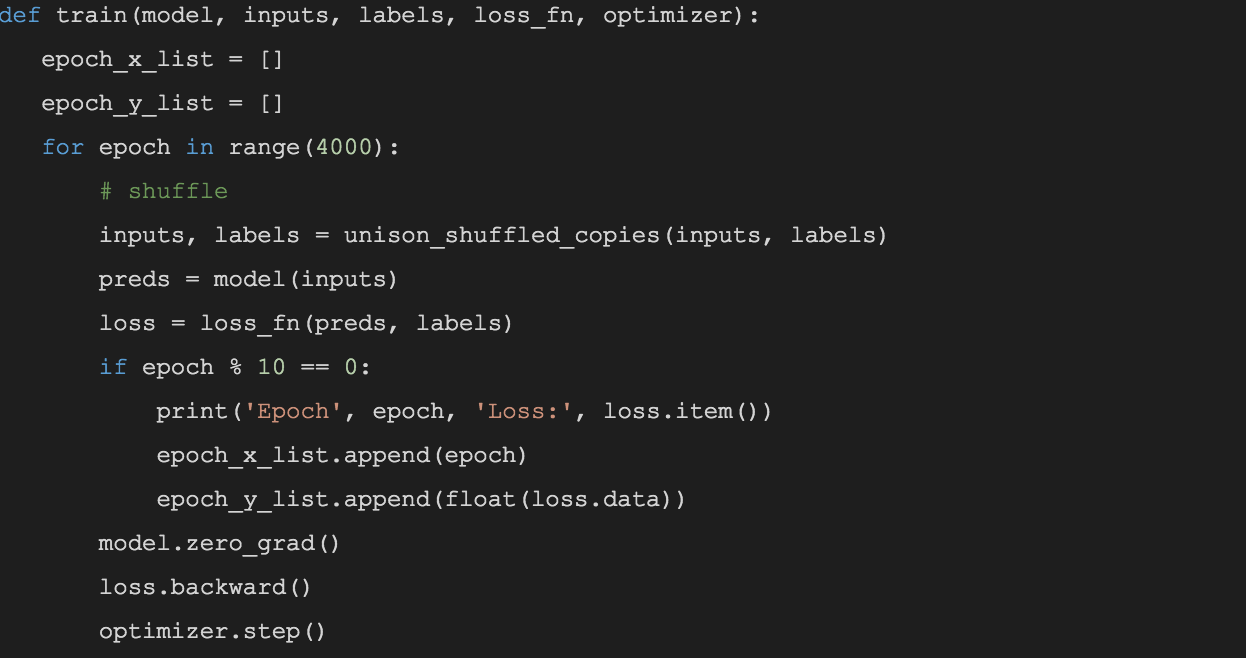 def train(model, inputs, labels, loss_fn, optimizer):
epoch_x_list = []
epoch_y_list = []
for epoch in range(4000):
# shuffle
inputs, labels = unison_shuffled_copies(inputs, labels)
preds = model(inputs)
loss = loss_fn(preds, labels)
if epoch % 10 == 0:
print('Epoch', epoch, 'Loss:', loss.item())
epoch_x_list.append(epoch)
epoch_y_list.append(float(loss.data))
model.zero_grad()
loss.backward()
optimizer.step()